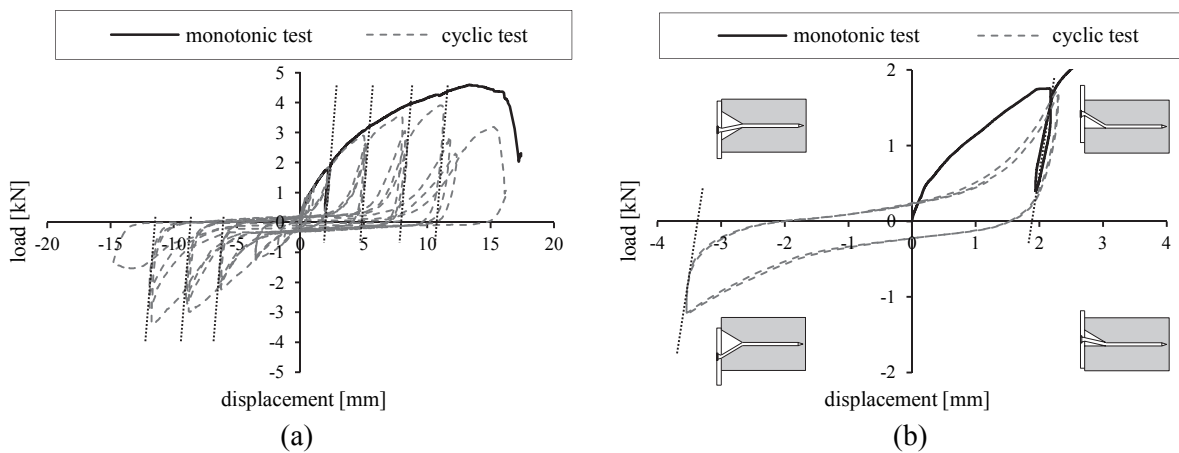 monotonic test cyclic test
5
4
3
2
1
0
-1
-2
-3
-4
-5
-20 -15 -10 -5 0 5 10 15 20
load [kN]
displacement [mm]
(a)
monotonic test cyclic test
2
1
0
-1
-2
-4 -3 -2 -1 0 1 2 3 4
load [kN]
displacement [mm]
(b)